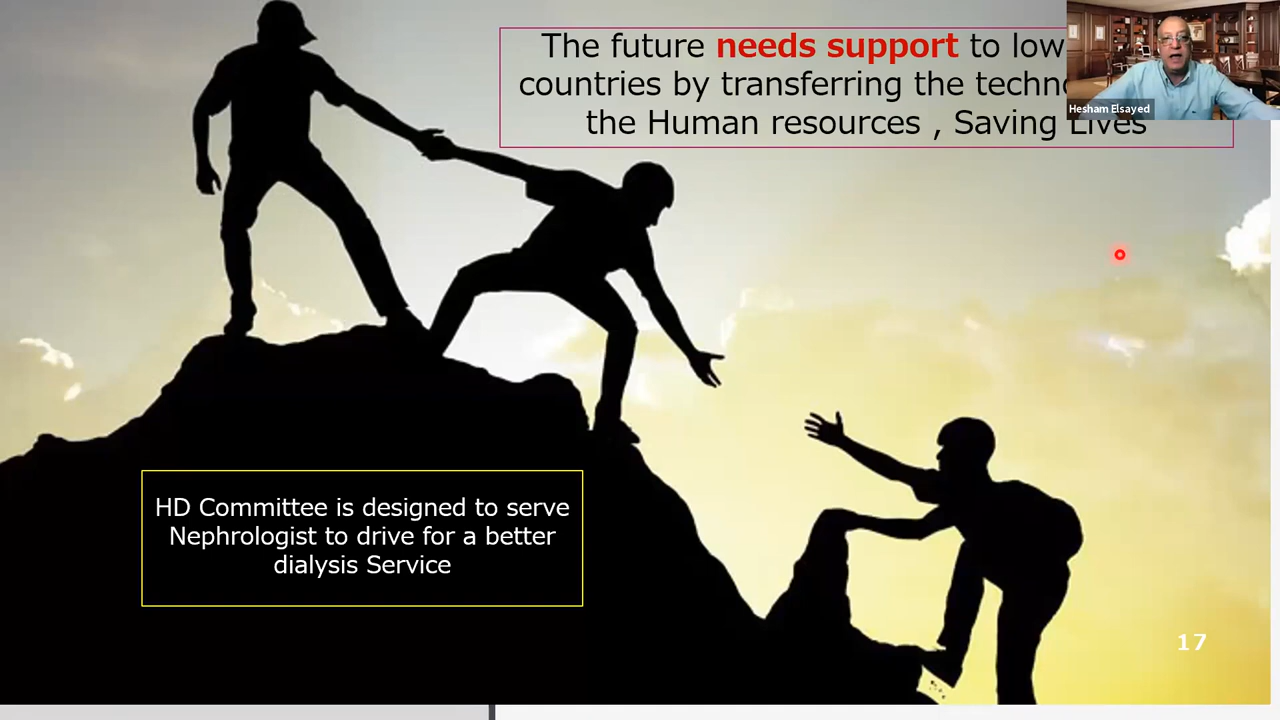 The future needs support to low
countries by transferring the
the Human resources , Saving Lives
Hesham Elsayed
HD Committee is designed to serve
Nephrologist to drive for a better
dialysis Service
17